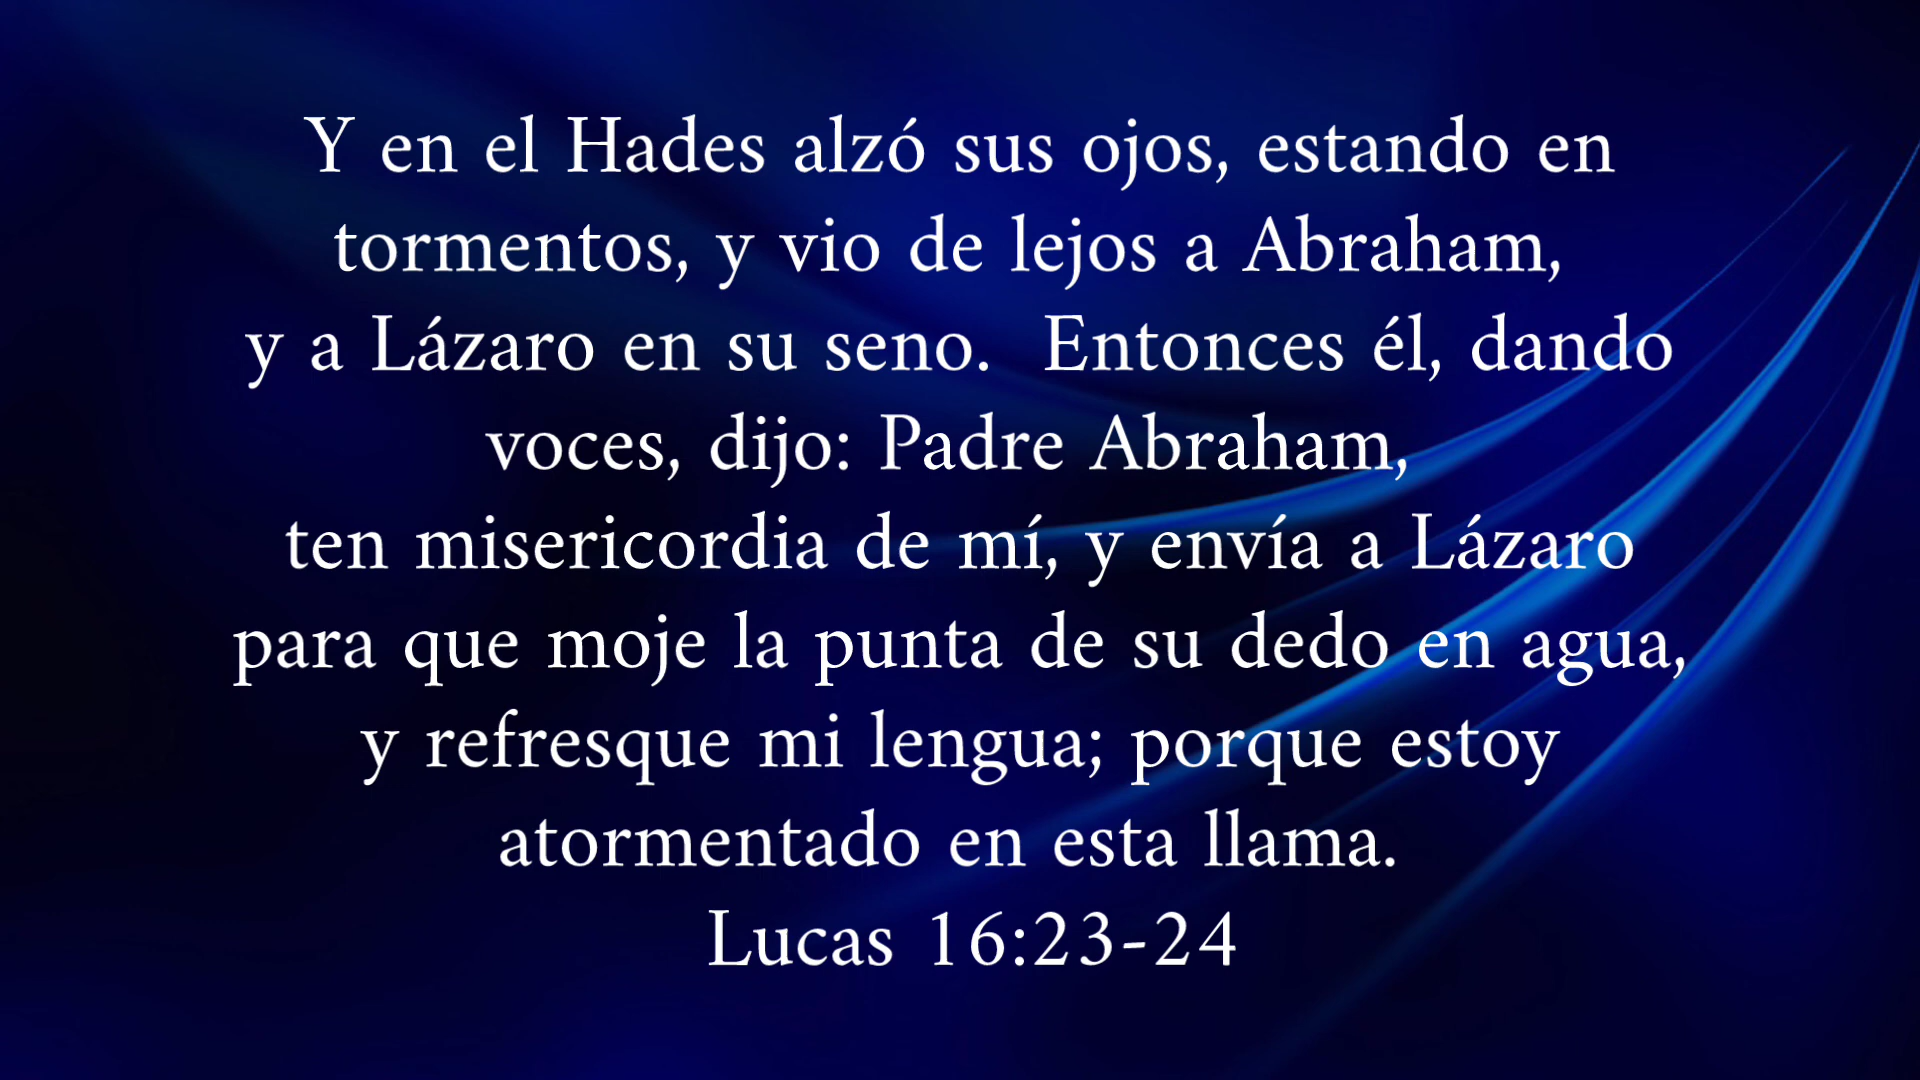 Y en el Hades alzó sus ojos, estando en
tormentos, y vio de lejos a Abraham,
y a Lázaro en su seno.  Entonces él, dando
voces, dijo: Padre Abraham,
ten misericordia de mí, y envía a Lázaro
para que moje la punta de su dedo en agua,
y refresque mi lengua; porque estoy
atormentado en esta llama.
Lucas 16:23-24